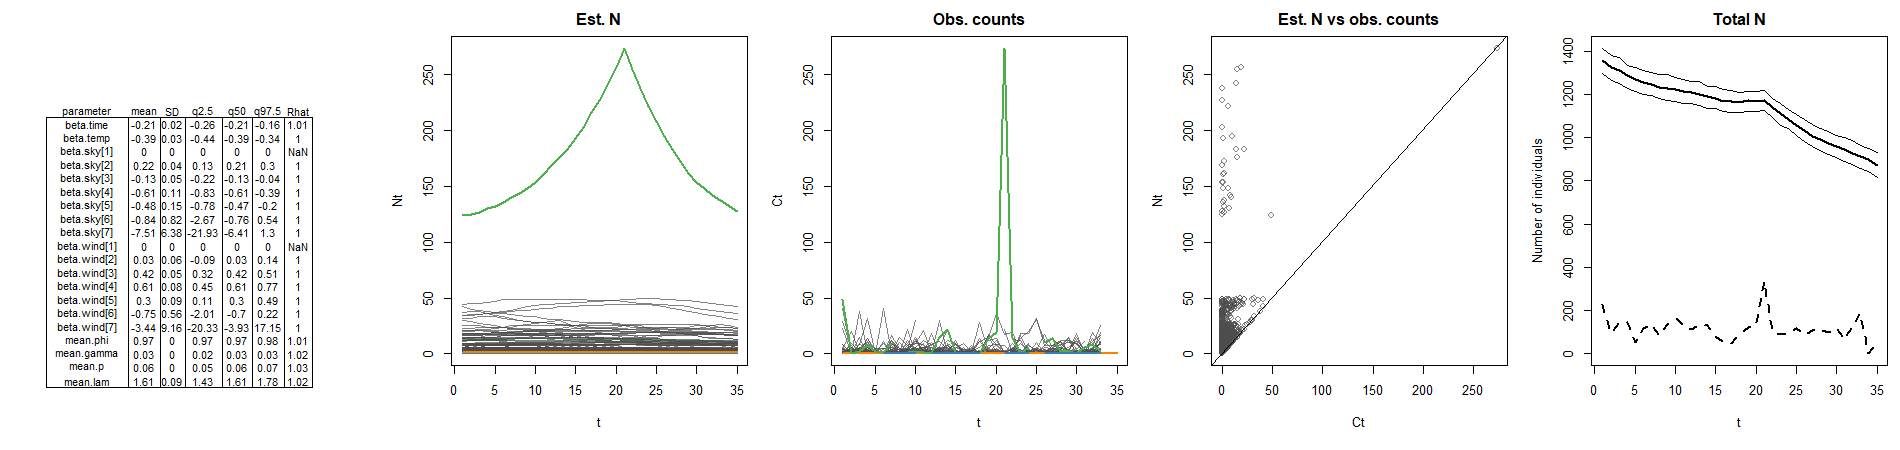 parameter mean SD q2.5 q50 q97.5 Rhat
beta.time -0.21 0.02 -0.26 -0.21 -0.16 1.01
beta.temp -0.39 0.03 -0.44 -0.39 -0.34 1
beta.sky[1] 0 0 0 0 0 NaN
beta.sky[2] 0.22 0.04 0.13 0.21 0.3 1
beta.sky[3] -0.13 0.05 -0.22 -0.13 -0.04 1
beta.sky[4] -0.61 0.11 -0.83 -0.61 -0.39 1
beta.sky[5] -0.48 0.15 -0.78 -0.47 -0.2 1
beta.sky[6] -0.84 0.82 -2.67 -0.76 0.54 1
beta.sky[7] -7.51 6.38 -21.93 -6.41 1.3 1
beta.wind[1] 0 0 0 0 0 NaN
beta.wind[2] 0.03 0.06 -0.09 0.03 0.14 1
beta.wind[3] 0.42 0.05 0.32 0.42 0.51 1
beta.wind[4] 0.61 0.08 0.45 0.61 0.77 1
beta.wind[5] 0.3 0.09 0.11 0.3 0.49 1
beta.wind[6] -0.75 0.56 -2.01 -0.7 0.22 1
beta.wind[7] -3.44 9.16 -20.33 -3.93 17.15 1
mean.phi 0.97 0 0.97 0.97 0.98 1.01
mean.gamma 0.03 0 0.02 0.03 0.03 1.02
mean.p 0.06 0 0.05 0.06 0.07 1.03
mean.lam 1.61 0.09 1.43 1.61 1.78 1.02
Est. N
Nt
250
200
150
100
50
0
0 5 10 15 20 25 30 35
t
Obs. counts
Ct
250
200
150
100
50
0
0 5 10 15 20 25 30 35
t
Est. N vs obs. counts
Nt
250
200
150
100
50
0
0 50 100 150 200 250
Ct
Total N
Number of individuals
1400
1200
1000
800
600
400
200
0
0 5 10 15 20 25 30 35
t